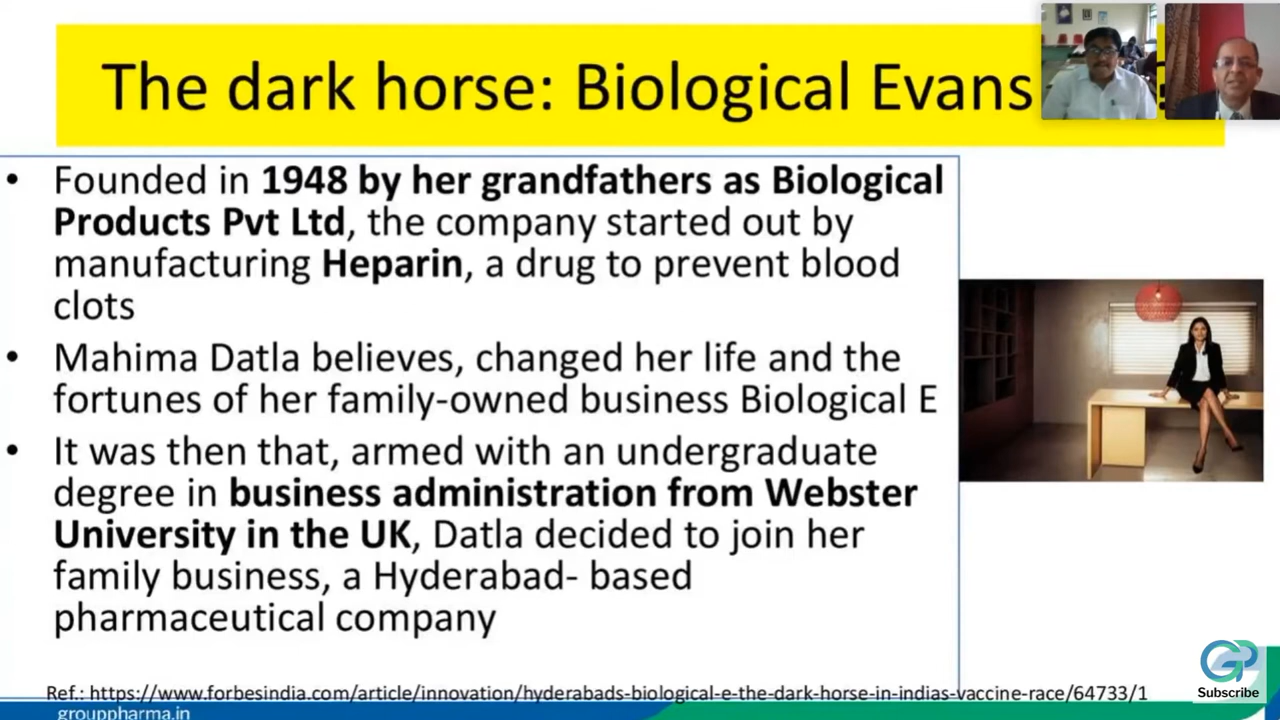 The dark horse: Biological Evans
• Founded in 1948 by her grandfathers as Biological
Products Pvt Ltd, the company started out by
manufacturing Heparin, a drug to prevent blood
clots
• Mahima Datla believes, changed her life and the
fortunes of her family-owned business Biological E
• It was then that, armed with an undergraduate
degree in business administration from Webster
University in the UK, Datla decided to join her
family business, a Hyderabad- based
pharmaceutical company
GP
Subscribe
Ref.: https://www.forbesindia.com/article/innovation/hyderabads-biological-e-the-dark-horse-in-indias-vaccine-race/64733/1
grouppharma.in